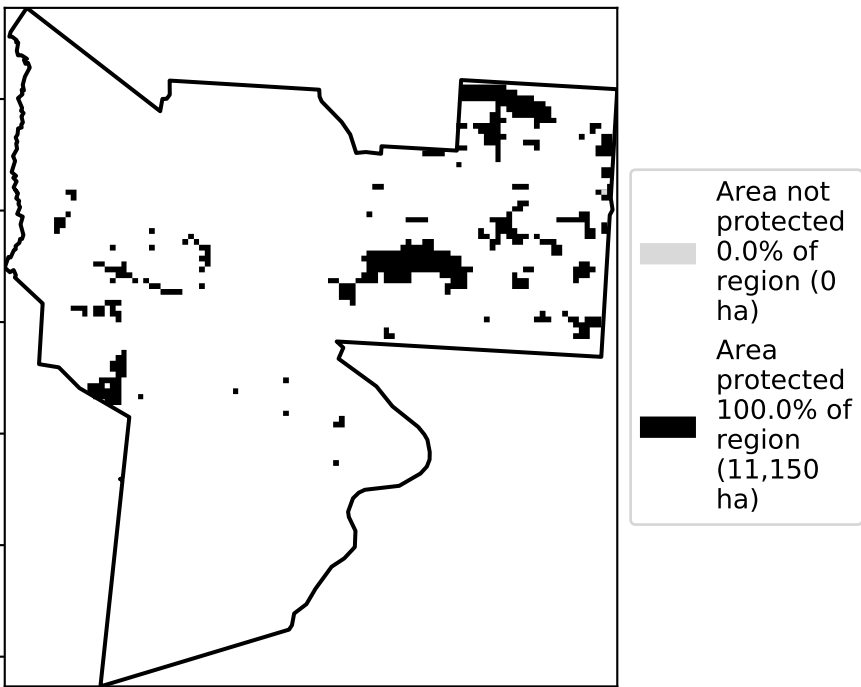 Area not
protected
0.0% of
region (0
ha)
Area
protected
100.0% of
region
(11,150
ha)